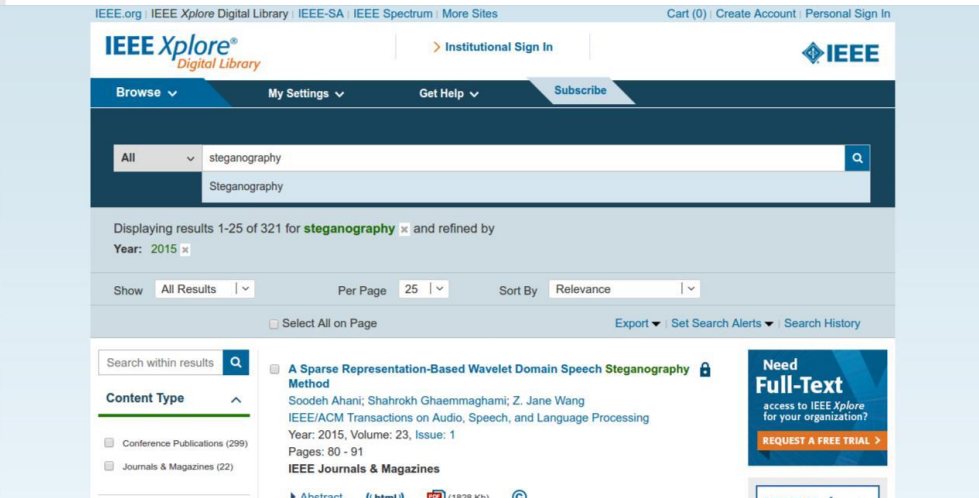 IEEE.org | IEEE Xplore Digital Library | IEEE-SA | IEEE Spectrum | More Sites
Cart (0) | Create Account | Personal Sign In
IEEE Xplore®
Digital Library
> Institutional Sign In
IEEE
Browse
My Settings
Get Help
Subscribe
All
steganography
Steganography
Displaying results 1-25 of 321 for steganography x and refined by
Year: 2015 x
Show All Results
Per Page 25
Sort By Relevance
Select All on Page
Export | Set Search Alerts | Search History
Search within results
Content Type
Conference Publications (299)
Journals & Magazines (22)
A Sparse Representation-Based Wavelet Domain Speech Steganography
Method
Soodeh Ahani; Shahrokh Ghaemmaghami; Z. Jane Wang
IEEE/ACM Transactions on Audio, Speech, and Language Processing
Year: 2015, Volume: 23, Issue: 1
Pages: 80 - 91
IEEE Journals & Magazines
Abstract (html) PDF (1828 Kb) ©
Need
Full-Text
access to IEEE Xplore
for your organization?
REQUEST A FREE TRIAL >